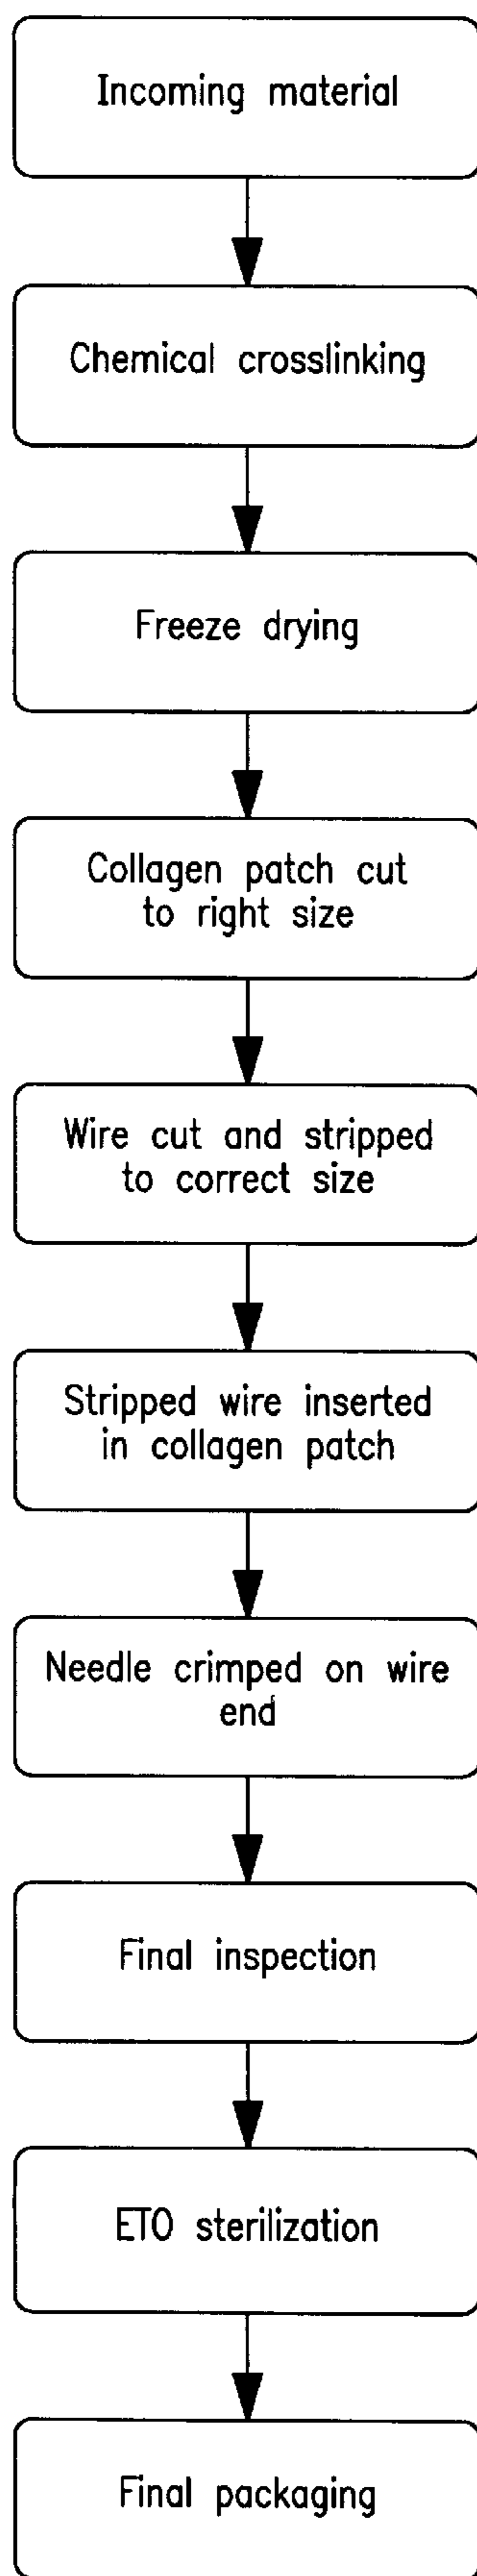 Incoming material
Chemical crosslinking
Freeze drying
Collagen patch cut
to right size
Wire cut and stripped
to correct size
Stripped wire inserted
in collagen patch
Needle crimped on wire
end
Final inspection
ETO sterilization
Final packaging